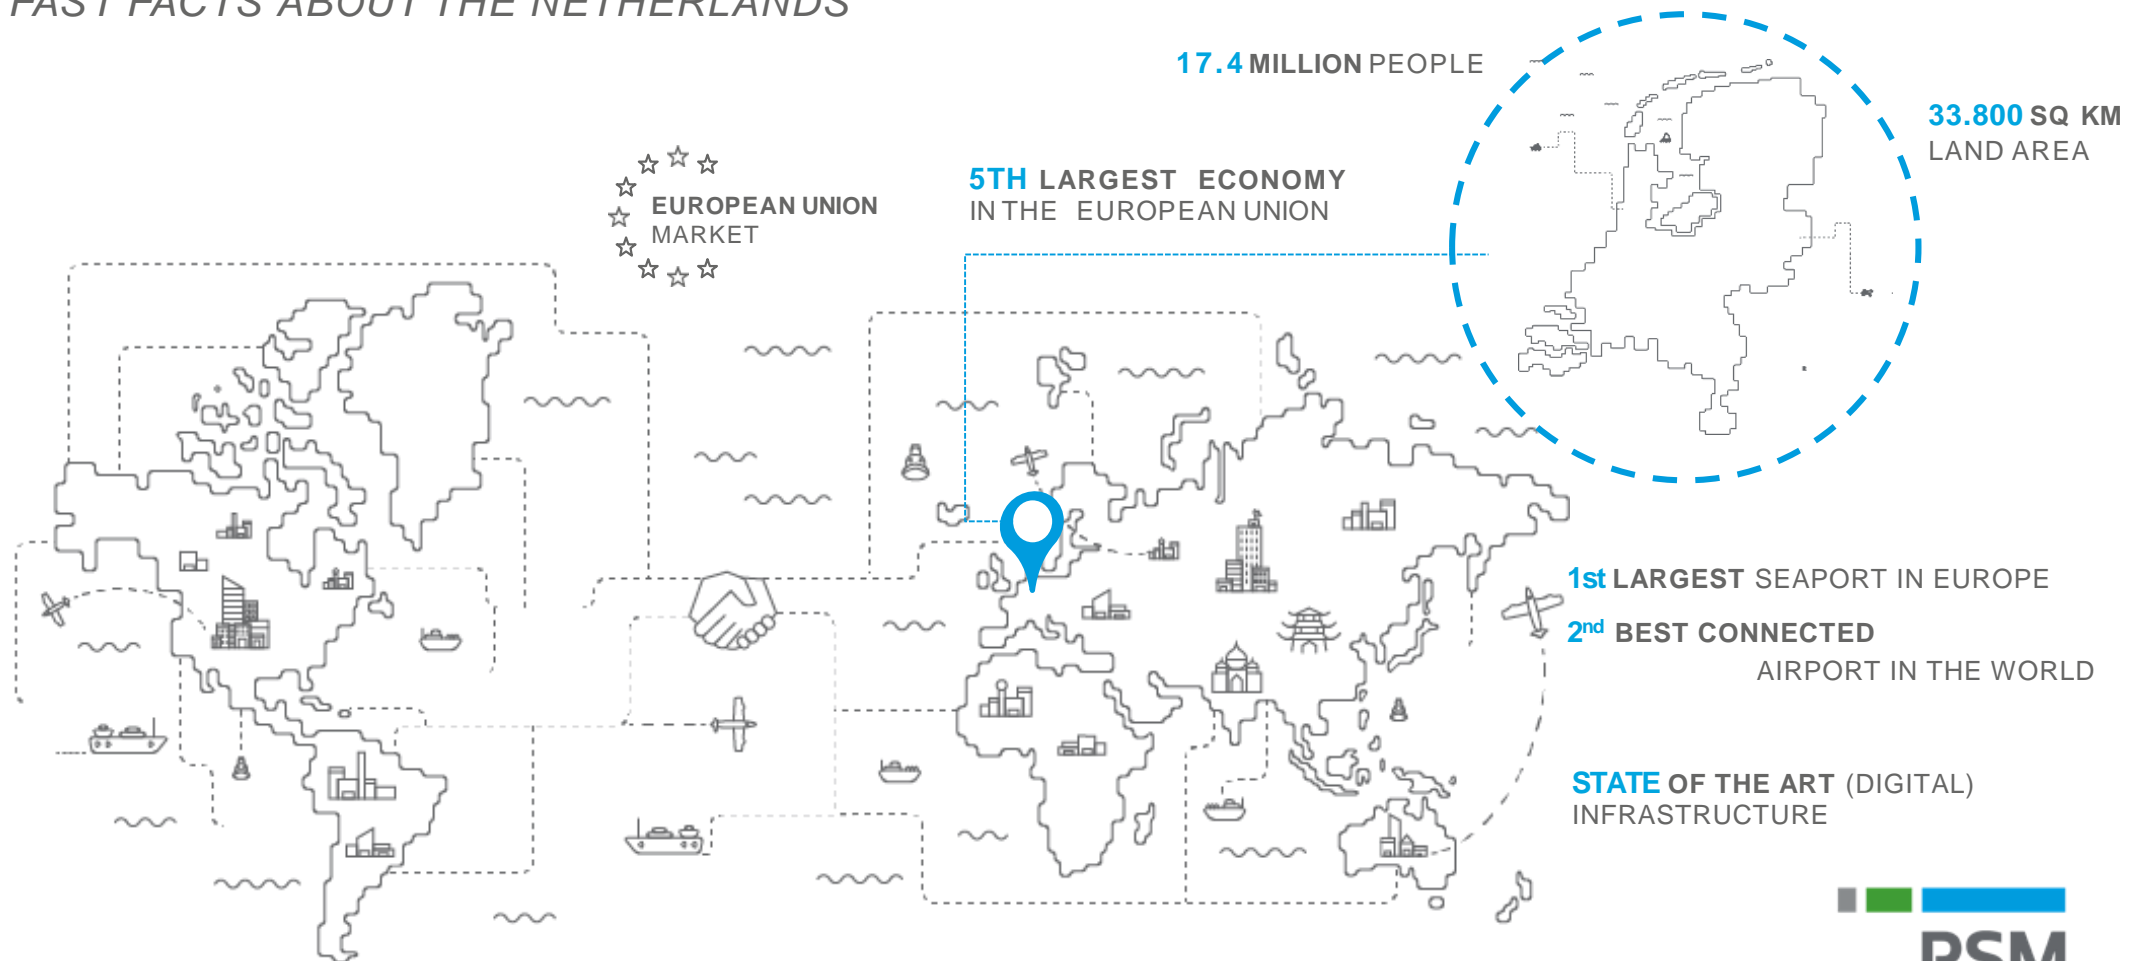 FAST FACTS ABOUT THE NETHERLANDS
17.4 MILLION PEOPLE
33.800 SQ KM
LAND AREA
5TH LARGEST ECONOMY
IN THE EUROPEAN UNION
EUROPEAN UNION
MARKET
1st LARGEST SEAPORT IN EUROPE
2nd BEST CONNECTED
AIRPORT IN THE WORLD
STATE OF THE ART (DIGITAL)
INFRASTRUCTURE
RSM